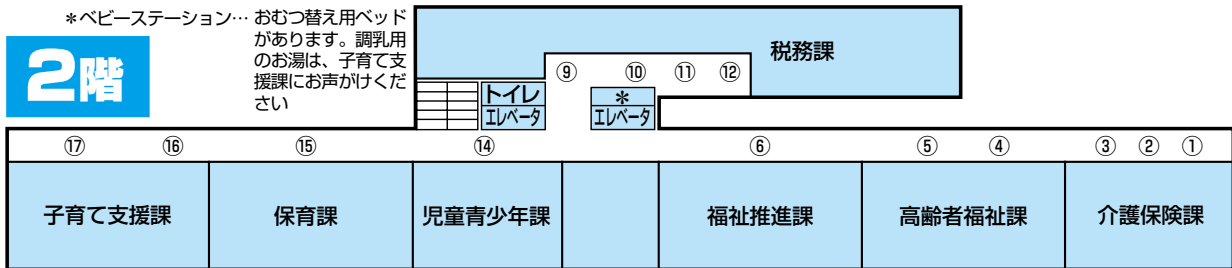 *ベビーステーション…おむつ替え用ベッド
があります。調乳用
のお湯は、子育て支
援課にお声がけくだ
さい
2階
税務課
⑨ ⑩ ⑪ ⑫
トイレ
エレベータ
*
エレベータ
⑰ ⑯ ⑮ ⑭ ⑥ ⑤ ④ ③ ② ①
子育て支援課 保育課 児童青少年課 福祉推進課 高齢者福祉課 介護保険課